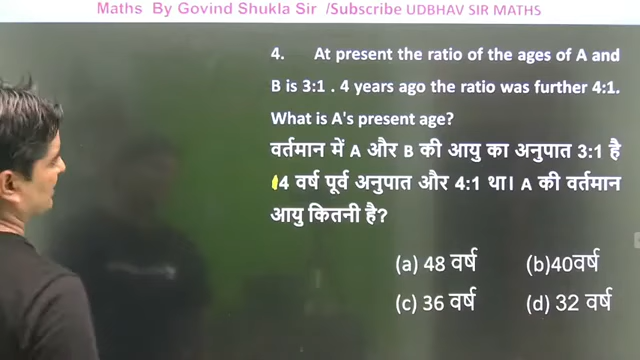 Maths By Govind Shukla Sir /Subscribe UDBHAV SIR MATHS
4. At present the ratio of the ages of A and
B is 3:1 . 4 years ago the ratio was further 4:1.
What is A's present age?
वर्तमान में A और B की आयु का अनुपात 3:1 है
।4 वर्ष पूर्व अनुपात और 4:1 था। A की वर्तमान
आयु कितनी है?
(a) 48 वर्ष (b)40वर्ष
(c) 36 वर्ष (d) 32 वर्ष